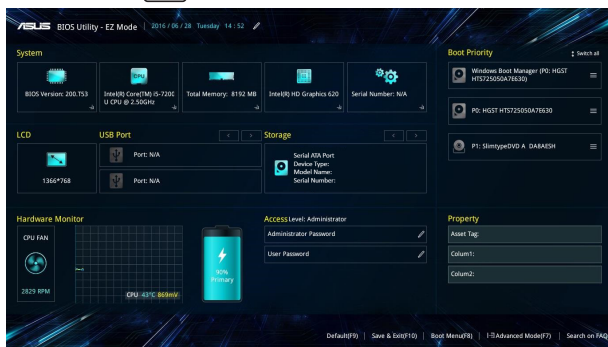 ASUS BIOS Utility - EZ Mode 2016/06/28 Tuesday 14:52
System
BIOS Version: 200.T53
CPU
Intel(R) Core(TM) i5-7200
U CPU @ 2.50GHz
Total Memory: 8192 MB
Intel(R) HD Graphics 620
Serial Number: N/A
Boot Priority
Switch all
Windows Boot Manager (P0: HGST
HTS725050A7E630)
P0: HGST HTS725050A7E630
P1: SlimtypeDVD A DA8AESH
LCD
1366*768
USB Port
< >
Port: N/A
Port: N/A
Storage
< >
Serial ATA Port
Device Type:
Model Name:
Serial Number:
Hardware Monitor
CPU FAN
2829 RPM
CPU 43°C 869mV
90%
Primary
Access Level: Administrator
Administrator Password
User Password
Property
Asset Tag:
Colum1:
Colum2:
Default(F9) | Save & Exit(F10) | Boot Menu(F8) | Advanced Mode(F7) | Search on FAQ